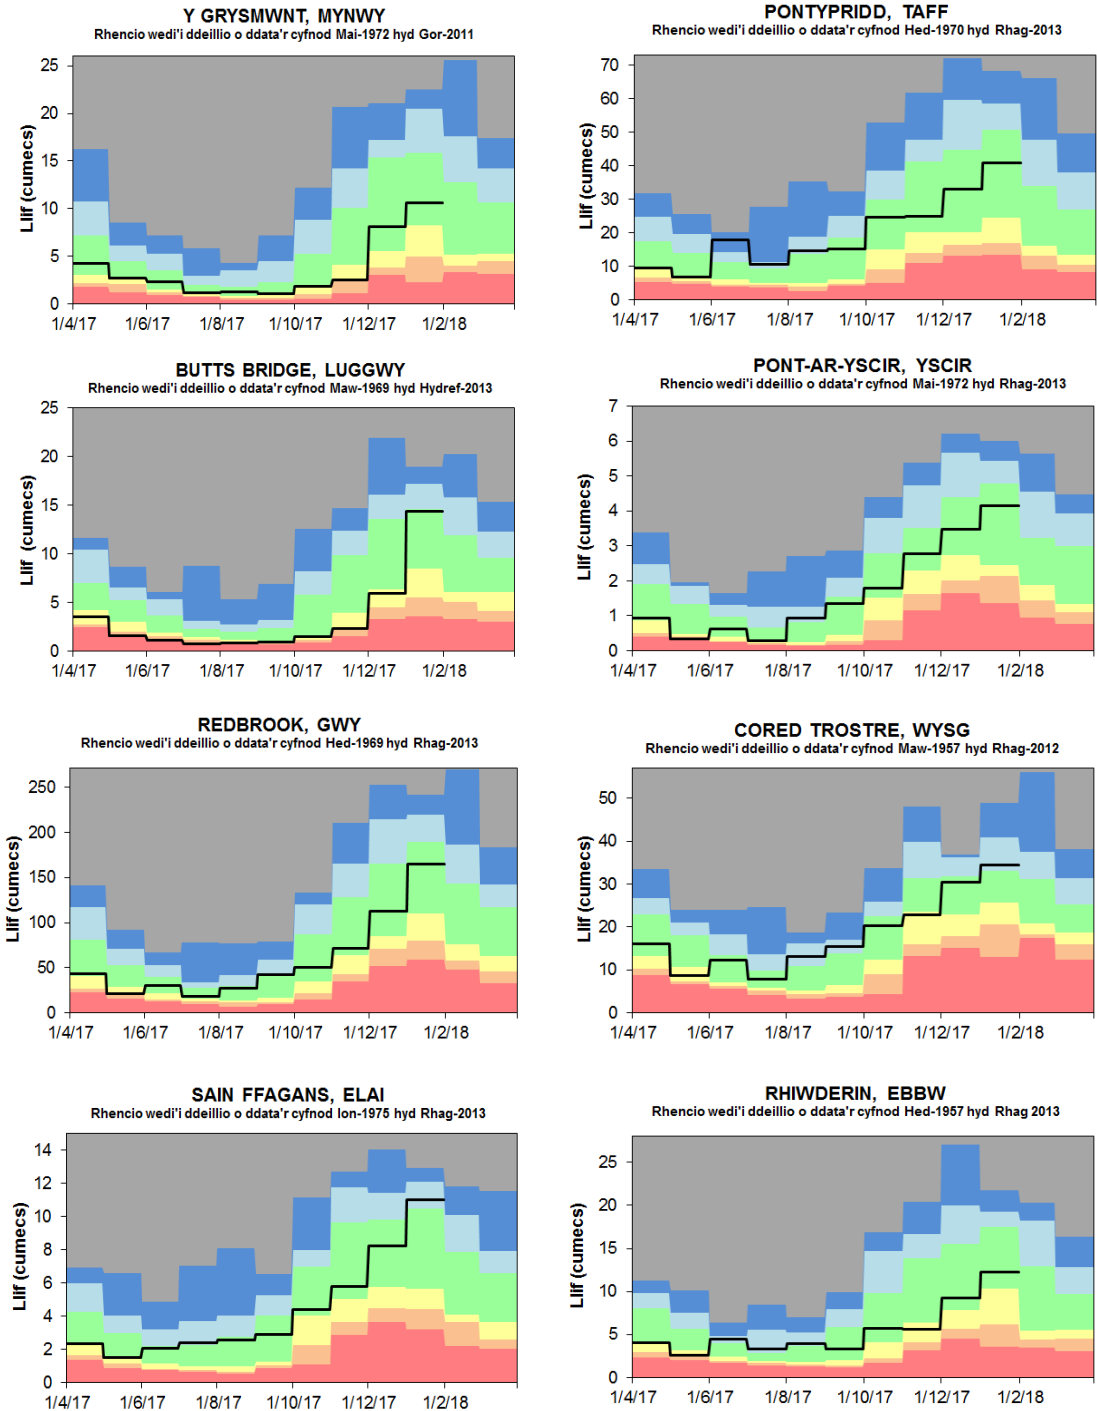 Y GRYSMWNT, MYNWY
Rhencio wedi'i ddeillio o ddata'r cyfnod Mai-1972 hyd Gor-2011
Llif (cumecs)
25
20
15
10
5
0
1/4/17 1/6/17 1/8/17 1/10/17 1/12/17 1/2/18
PONTYPRIDD, TAFF
Rhencio wedi'i ddeillio o ddata'r cyfnod Hed-1970 hyd Rhag-2013
Llif (cumecs)
70
60
50
40
30
20
10
0
1/4/17 1/6/17 1/8/17 1/10/17 1/12/17 1/2/18
BUTTS BRIDGE, LUGGWY
Rhencio wedi'i ddeillio o ddata'r cyfnod Maw-1969 hyd Hydref-2013
Llif (cumecs)
25
20
15
10
5
0
1/4/17 1/6/17 1/8/17 1/10/17 1/12/17 1/2/18
PONT-AR-YSCIR, YSCIR
Rhencio wedi'i ddeillio o ddata'r cyfnod Mai-1972 hyd Rhag-2013
Llif (cumecs)
7
6
5
4
3
2
1
0
1/4/17 1/6/17 1/8/17 1/10/17 1/12/17 1/2/18
REDBROOK, GWY
Rhencio wedi'i ddeillio o ddata'r cyfnod Hed-1969 hyd Rhag-2013
Llif (cumecs)
250
200
150
100
50
0
1/4/17 1/6/17 1/8/17 1/10/17 1/12/17 1/2/18
CORED TROSTRE, WYSG
Rhencio wedi'i ddeillio o ddata'r cyfnod Maw-1957 hyd Rhag-2012
Llif (cumecs)
50
40
30
20
10
0
1/4/17 1/6/17 1/8/17 1/10/17 1/12/17 1/2/18
SAIN FFAGANS, ELAI
Rhencio wedi'i ddeillio o ddata'r cyfnod Ion-1975 hyd Rhag-2013
Llif (cumecs)
14
12
10
8
6
4
2
0
1/4/17 1/6/17 1/8/17 1/10/17 1/12/17 1/2/18
RHIWDERIN, EBBW
Rhencio wedi'i ddeillio o ddata'r cyfnod Hed-1957 hyd Rhag 2013
Llif (cumecs)
25
20
15
10
5
0
1/4/17 1/6/17 1/8/17 1/10/17 1/12/17 1/2/18